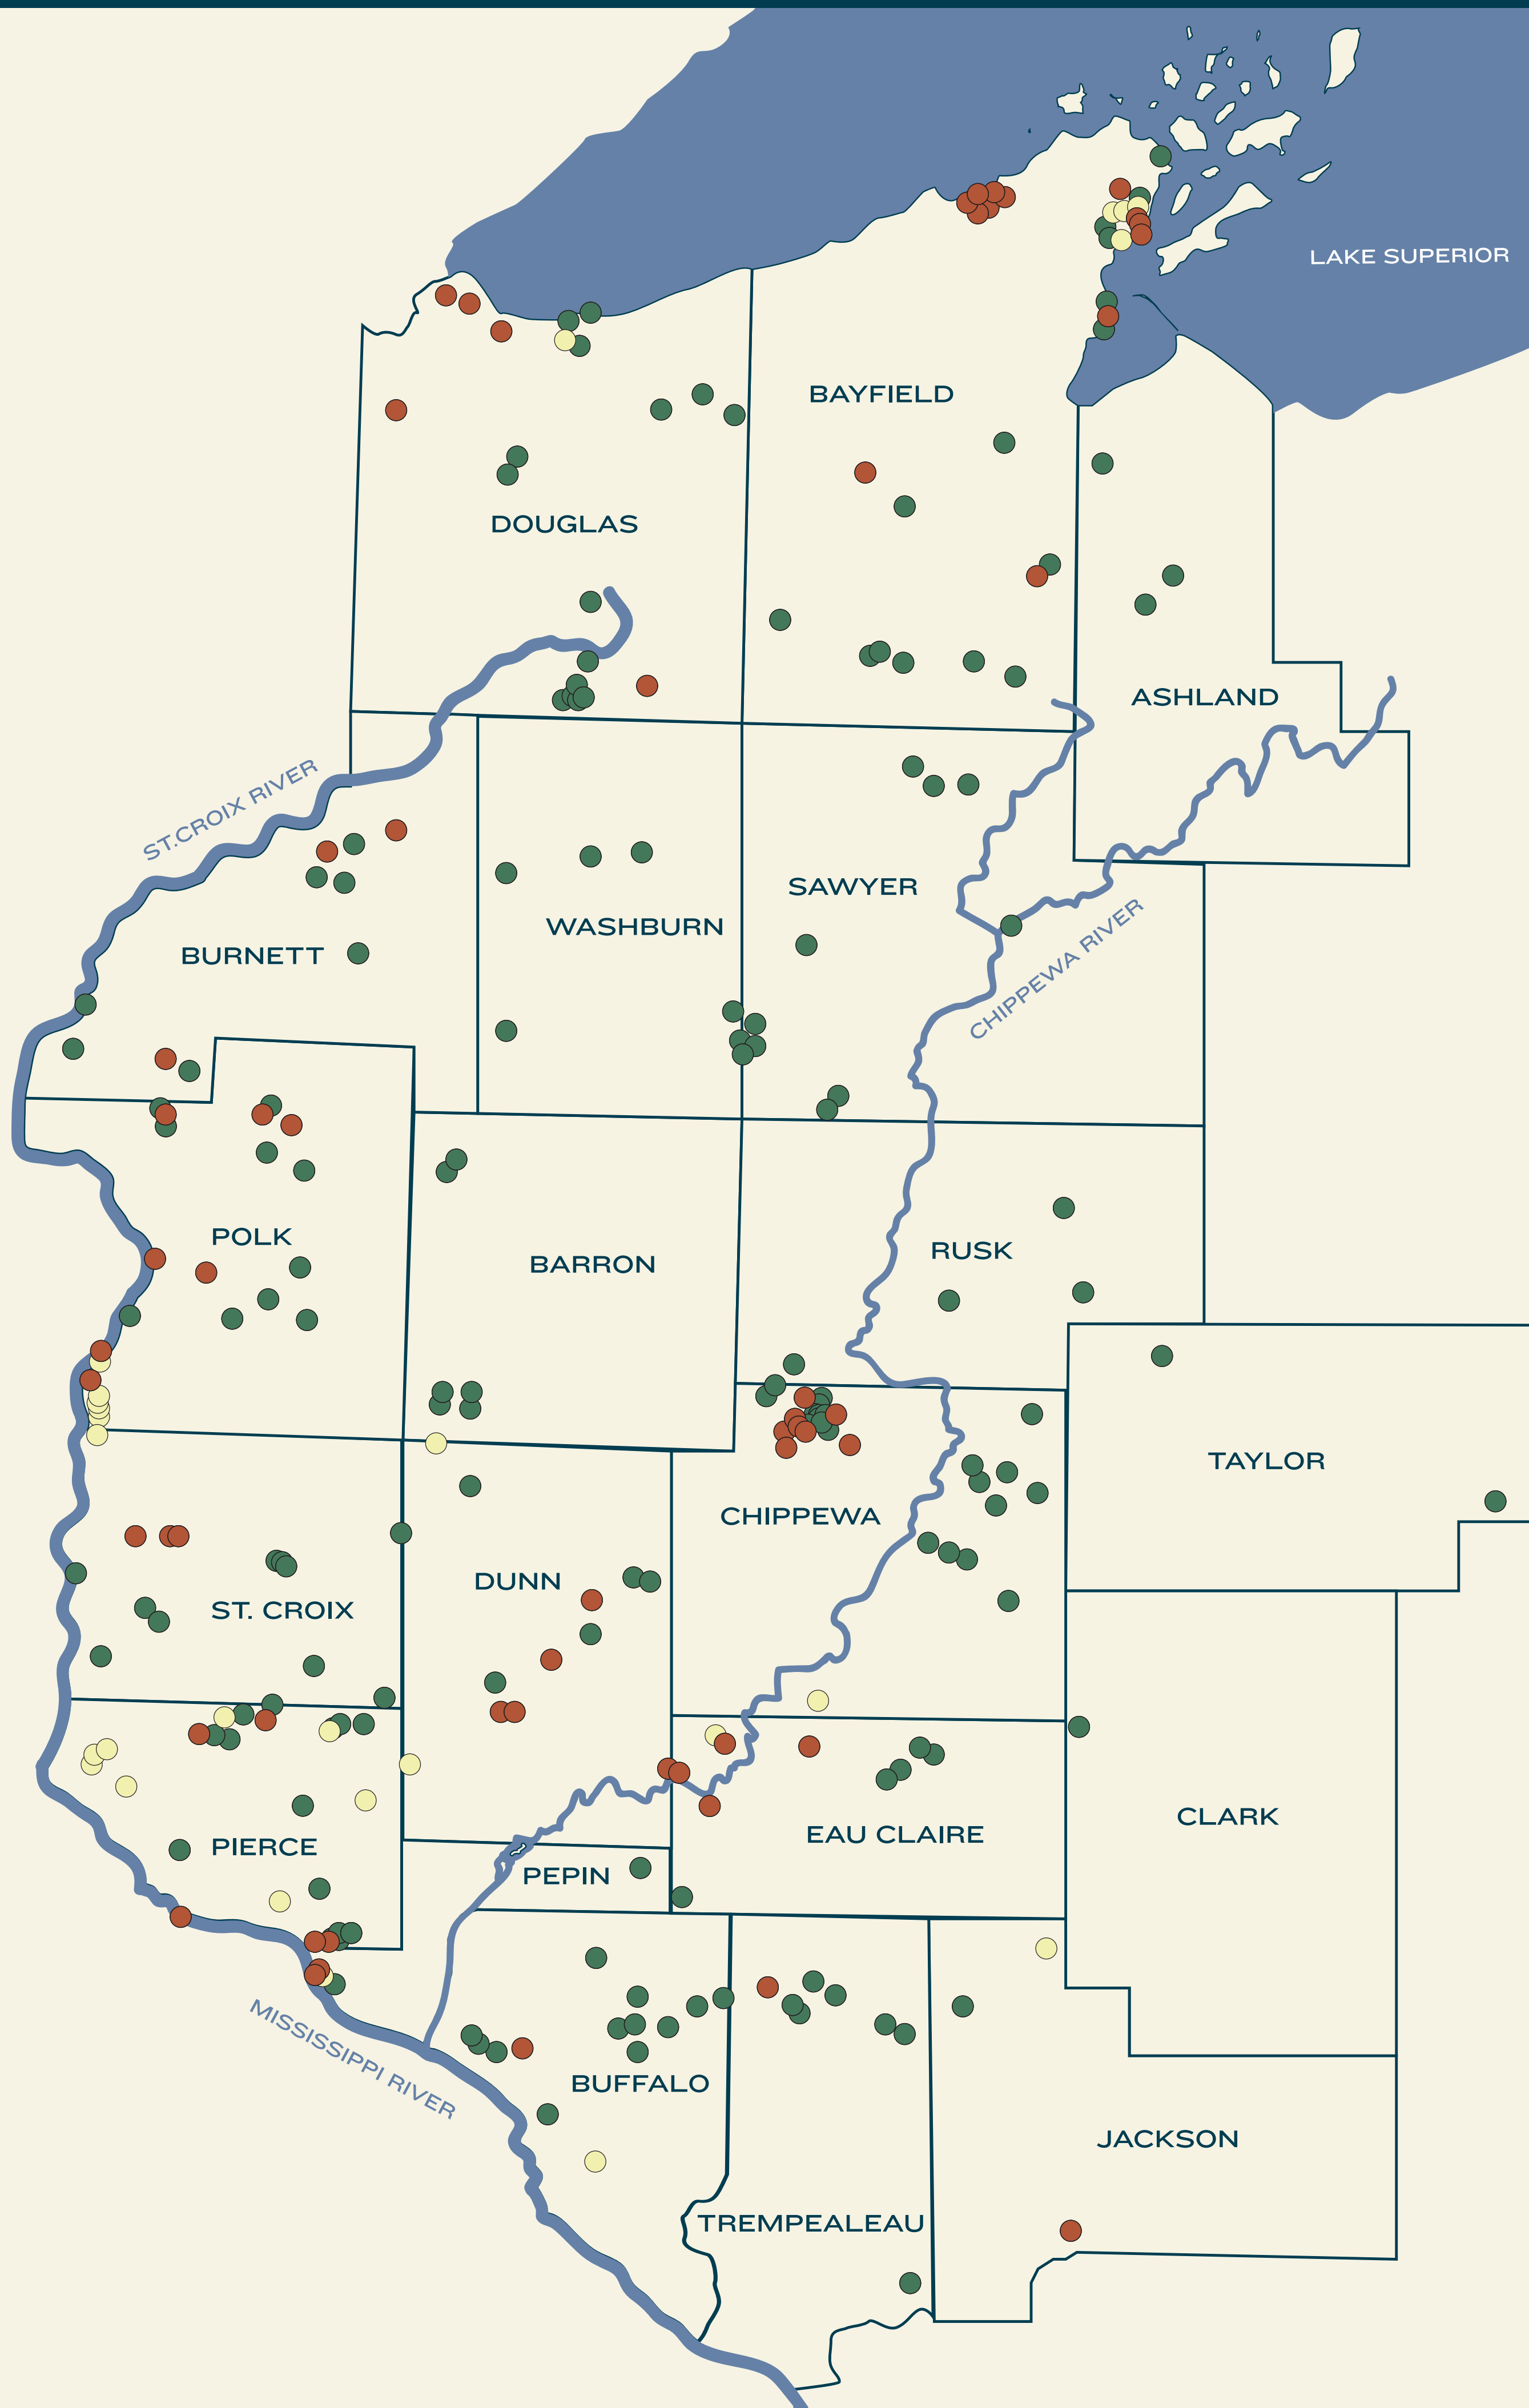 LAKE SUPERIOR
BAYFIELD
DOUGLAS
ASHLAND
ST.CROIX RIVER
SAWYER
WASHBURN
BURNETT
CHIPPEWA RIVER
POLK
RUSK
BARRON
TAYLOR
CHIPPEWA
DUNN
ST. CROIX
CLARK
EAU CLAIRE
PIERCE
PEPIN
MISSISSIPPI RIVER
BUFFALO
JACKSON
TREMPEALEAU